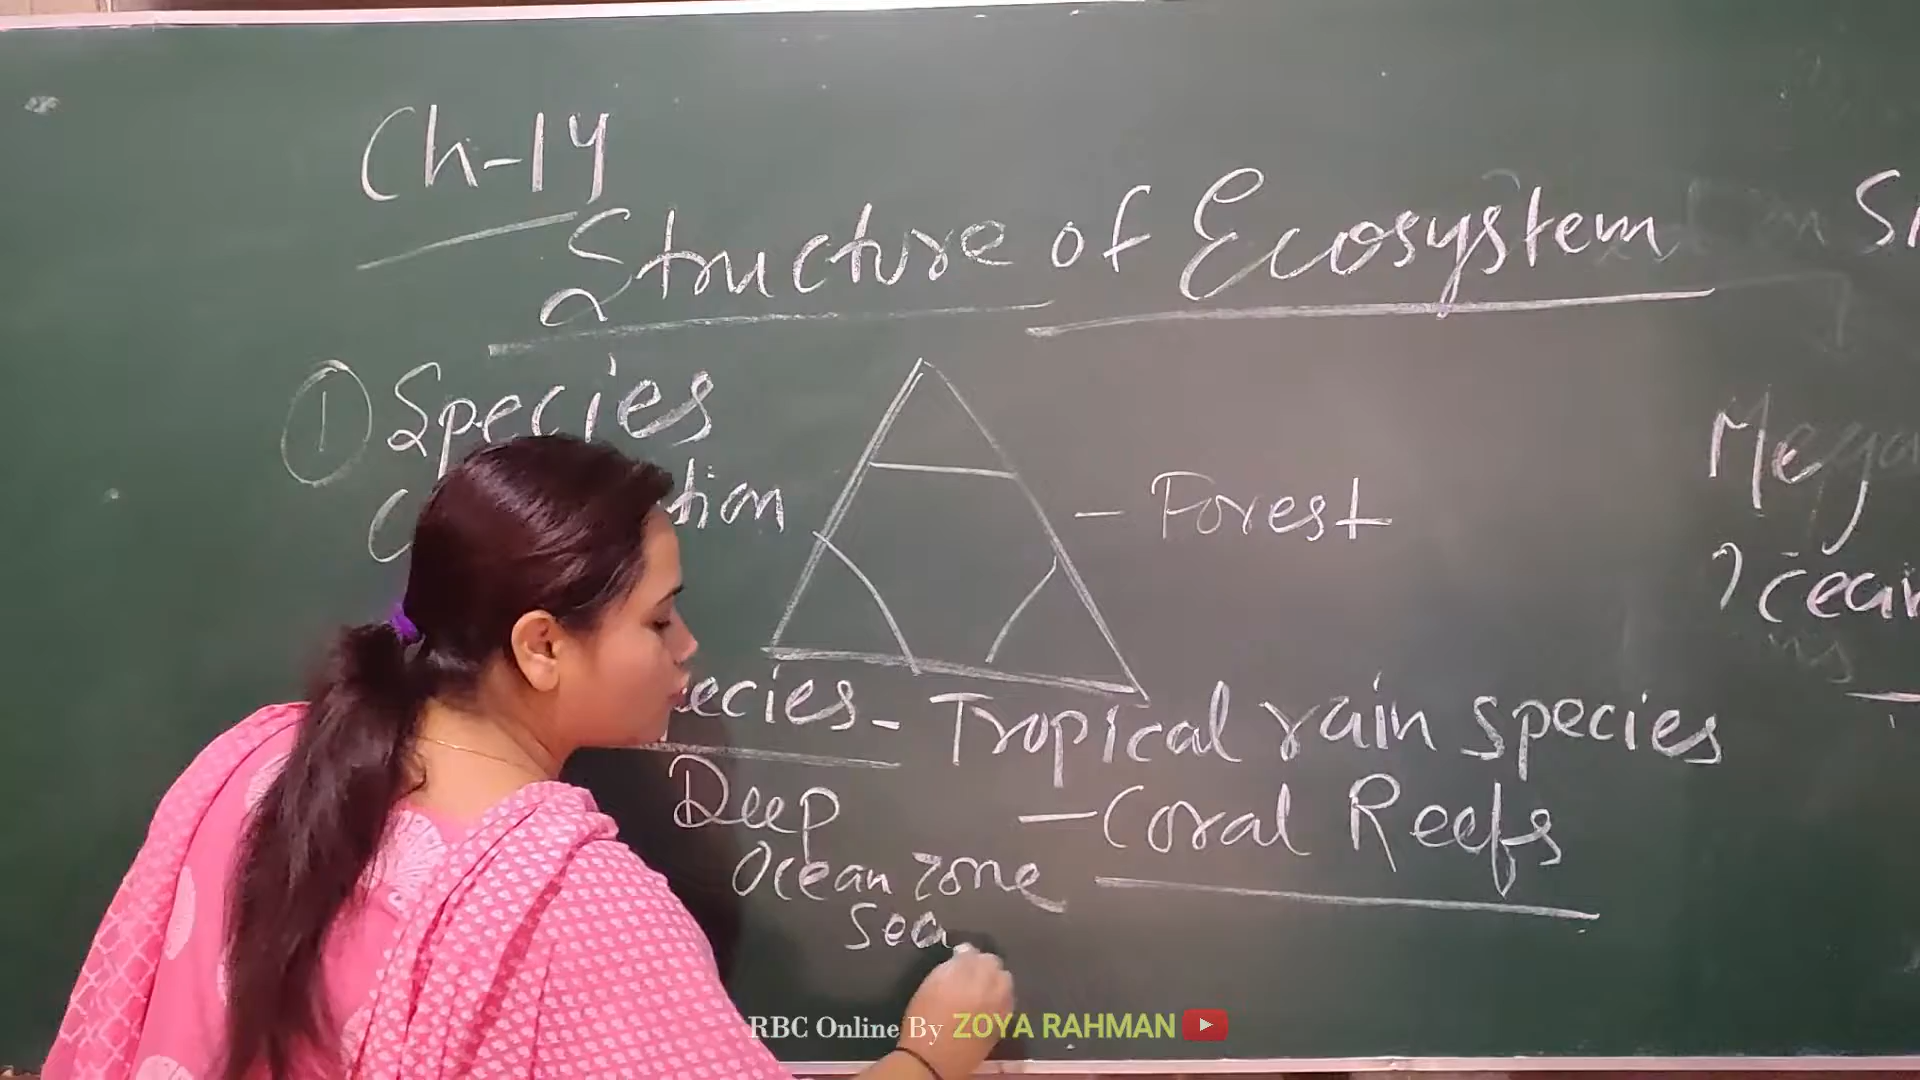 Ch-14
Structure of Ecosystem
① Species
tion
- Forest
ecies - Tropical rain species
Deep - Coral Reefs
Ocean zone
Sea
RBC Online By ZOYA RAHMAN